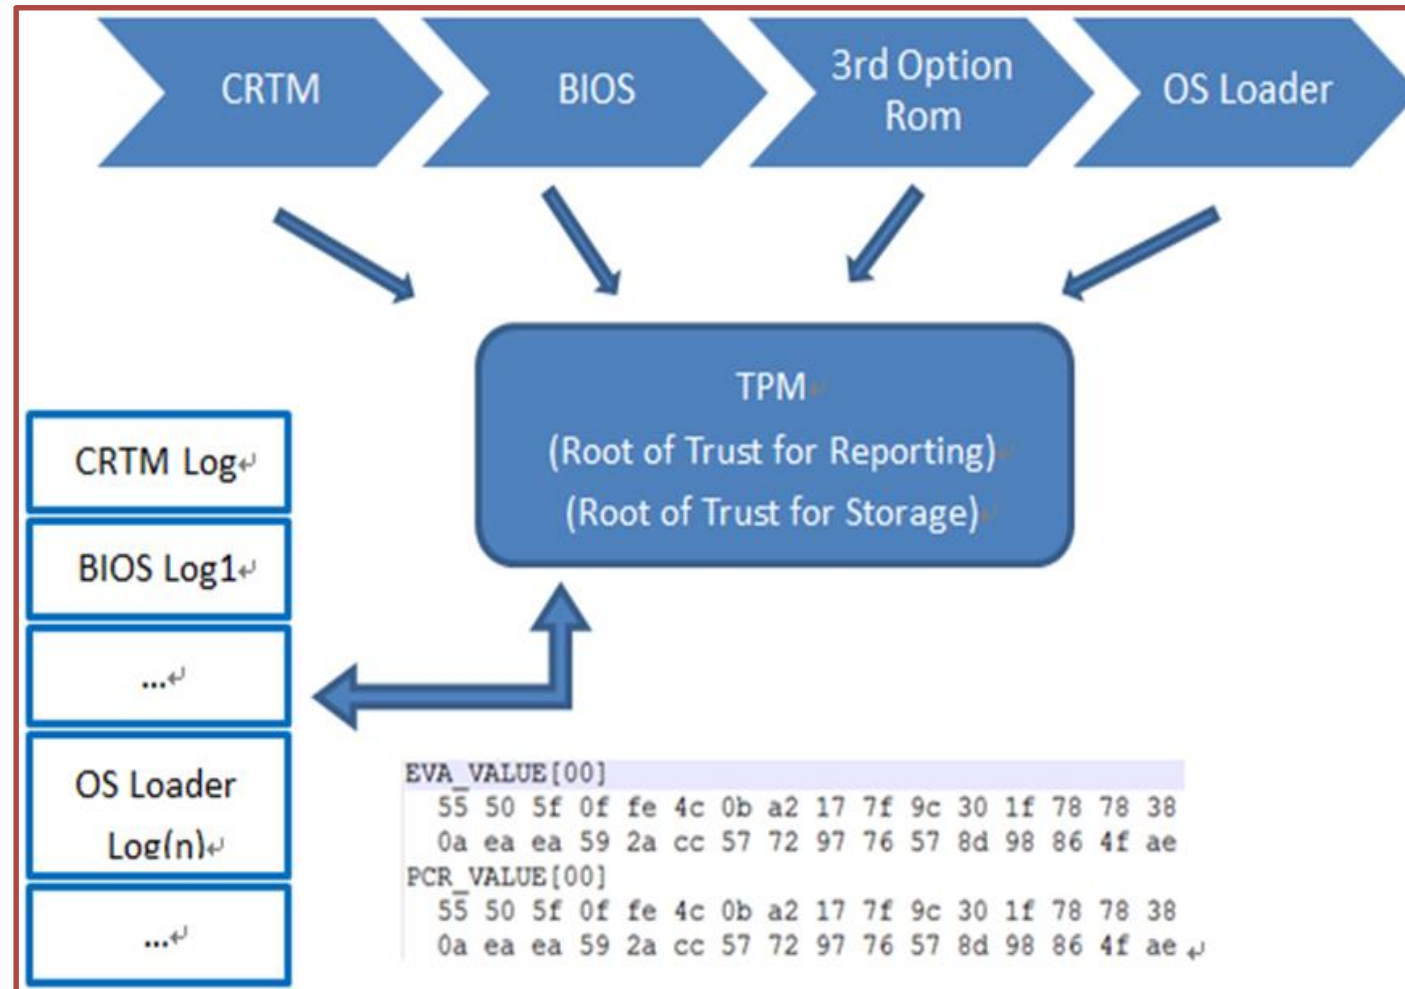 CRTM
BIOS
3rd Option
Rom
OS Loader
TPM↵
(Root of Trust for Reporting)↵
(Root of Trust for Storage)↵
CRTM Log↵
BIOS Log1↵
...↵
OS Loader
Log(n)↵
...↵
EVA_VALUE[00]
55 50 5f 0f fe 4c 0b a2 17 7f 9c 30 1f 78 78 38
0a ea ea 59 2a cc 57 72 97 76 57 8d 98 86 4f ae
PCR_VALUE[00]
55 50 5f 0f fe 4c 0b a2 17 7f 9c 30 1f 78 78 38
0a ea ea 59 2a cc 57 72 97 76 57 8d 98 86 4f ae↵